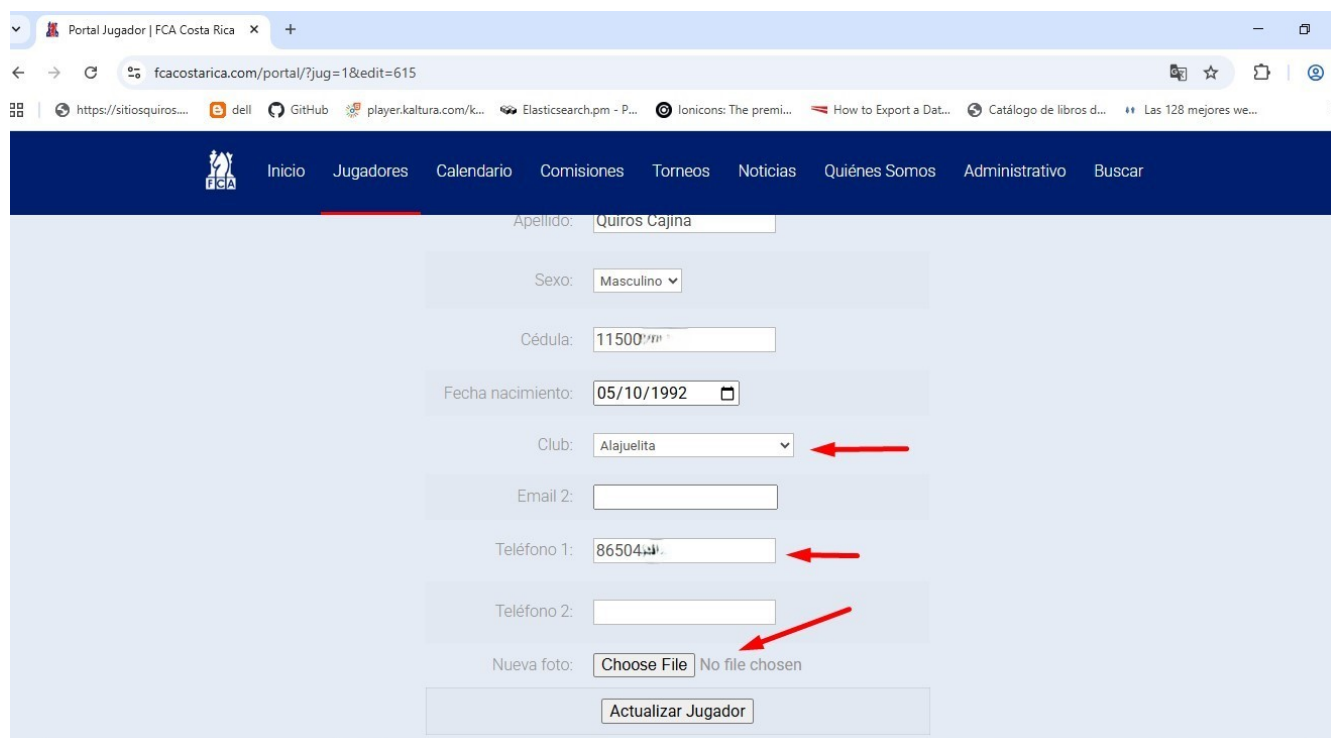 Portal Jugador | FCA Costa Rica
fcacostarica.com/portal/?jug=1&edit=615
https://sitiosquiros.... dell GitHub player.kaltura.com/k... Elasticsearch.pm - P... Ionicons: The premi... How to Export a Dat... Catálogo de libros d... Las 128 mejores we...
FCA Inicio Jugadores Calendario Comisiones Torneos Noticias Quiénes Somos Administrativo Buscar
Apellido: Quiros Cajina
Sexo: Masculino
Cédula: 11500
Fecha nacimiento: 05/10/1992
Club: Alajuelita
Email 2:
Teléfono 1: 86504
Teléfono 2:
Nueva foto: Choose File No file chosen
Actualizar Jugador